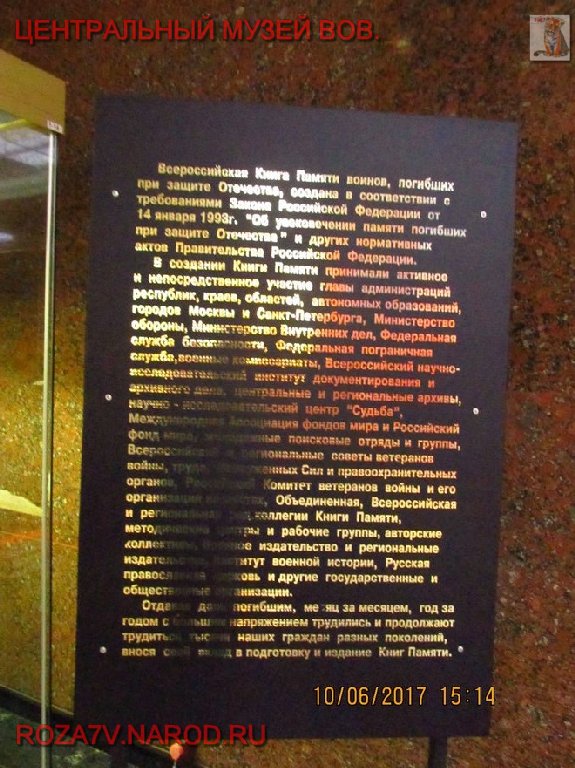 ЦЕНТРАЛЬНЫЙ МУЗЕЙ ВОВ.
Всероссийская Книга Памяти воинов, погибших
при защите Отечества, создана в соответствии с
требованиями Закона Российской Федерации от
14 января 1993г. "Об увековечении памяти погибших
при защите Отечества" и других нормативных
актов Правительства Российской Федерации.
В создании Книги Памяти принимали активное
и непосредственное участие главы администраций
республик, краев, областей, автономных образований,
городов Москвы и Санкт-Петербурга, Министерство
обороны, Министерство Внутренних дел, Федеральная
служба безопасности, Федеральная пограничная
служба,военные комиссариаты, Всероссийский научно-
исследовательский институт документирования и
архивного дела, центральные и региональные архивы,
научно - исследовательский центр "Судьба",
Международная Ассоциация фондов мира и Российский
фонд мира, поисковые отряды и группы,
Всероссийский и региональные советы ветеранов
войны, труда, Вооруженных Сил и правоохранительных
органов, Российский Комитет ветеранов войны и его
организации на местах, Объединенная, Всероссийская
и региональные редколлегии Книги Памяти,
методические центры и рабочие группы, авторские
коллективы, Военное издательство и региональные
издательства, Институт военной истории, Русская
православная церковь и другие государственные и
общественные организации.
Отдавая дань погибшим, месяц за месяцем, год за
годом с большим напряжением трудились и продолжают
трудиться тысячи наших граждан разных поколений,
внося свой вклад в подготовку и издание Книг Памяти.
10/06/2017 15:14
ROZA7V.NAROD.RU